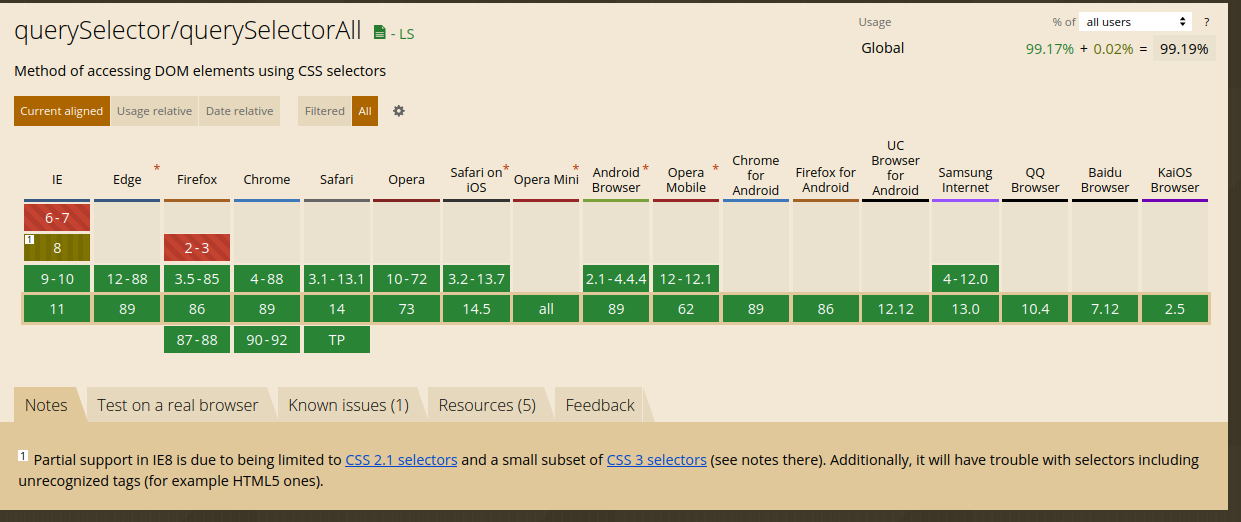 querySelector/querySelectorAll - LS
Usage % of all users ?
Global 99.17% + 0.02% = 99.19%
Method of accessing DOM elements using CSS selectors
Current aligned Usage relative Date relative Filtered All
IE Edge * Firefox Chrome Safari Opera Safari on iOS * Opera Mini * Android Browser * Opera Mobile * Chrome for Android Firefox for Android UC Browser for Android Samsung Internet QQ Browser Baidu Browser KaiOS Browser
6-7
1 8 2-3
9-10 12-88 3.5-85 4-88 3.1-13.1 10-72 3.2-13.7 2.1-4.4.4 12-12.1 4-12.0
11 89 86 89 14 73 14.5 all 89 62 89 86 12.12 13.0 10.4 7.12 2.5
87-88 90-92 TP
Notes Test on a real browser Known issues (1) Resources (5) Feedback
1 Partial support in IE8 is due to being limited to CSS 2.1 selectors and a small subset of CSS 3 selectors (see notes there). Additionally, it will have trouble with selectors including
unrecognized tags (for example HTML5 ones).